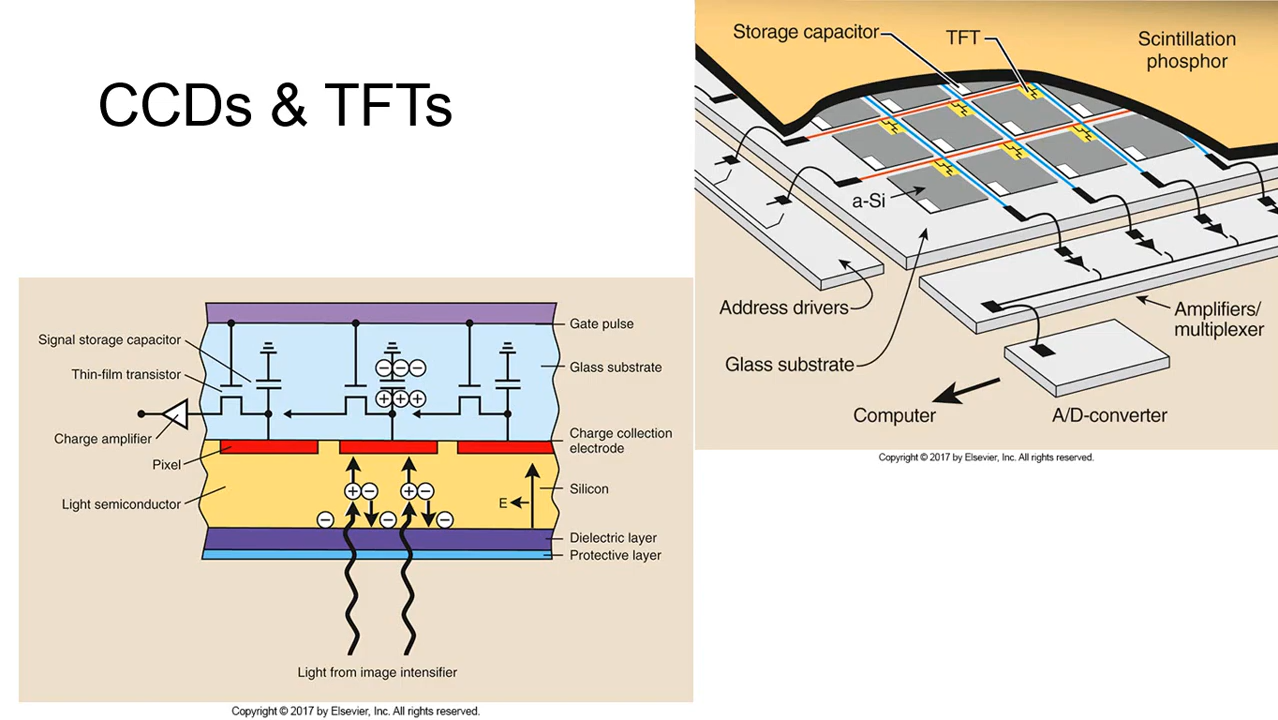 CCDs & TFTs
Storage capacitor
TFT
Scintillation
phosphor
a-Si
Address drivers
Glass substrate
Amplifiers/
multiplexer
Computer
A/D-converter
Copyright © 2017 by Elsevier, Inc. All rights reserved.
Signal storage capacitor
Thin-film transistor
Charge amplifier
Pixel
Light semiconductor
Gate pulse
Glass substrate
Charge collection
electrode
Silicon
E
Dielectric layer
Protective layer
Light from image intensifier
Copyright © 2017 by Elsevier, Inc. All rights reserved.